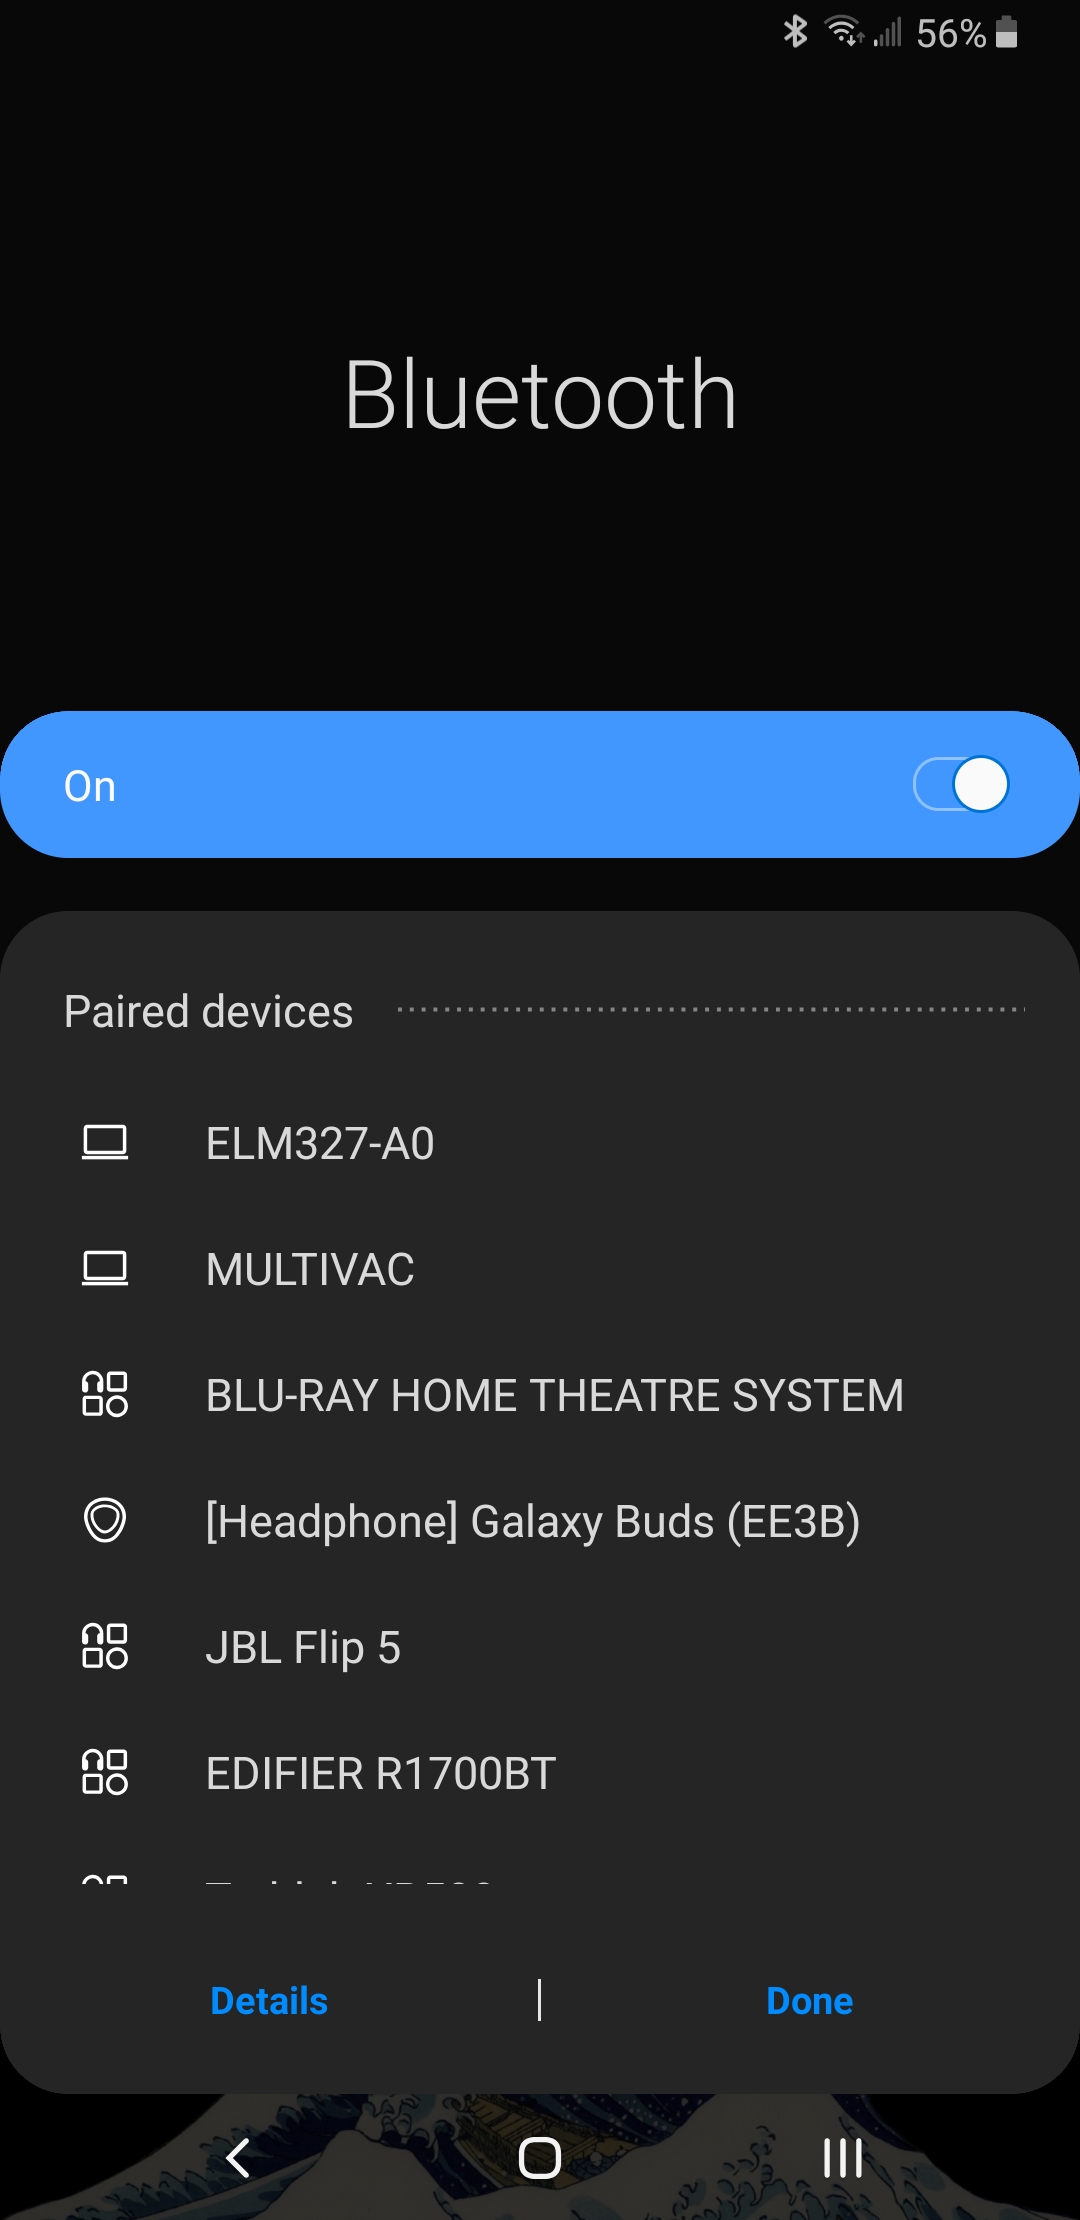 56%
Bluetooth
On
Paired devices
ELM327-A0
MULTIVAC
BLU-RAY HOME THEATRE SYSTEM
[Headphone] Galaxy Buds (EE3B)
JBL Flip 5
EDIFIER R1700BT
Details
Done